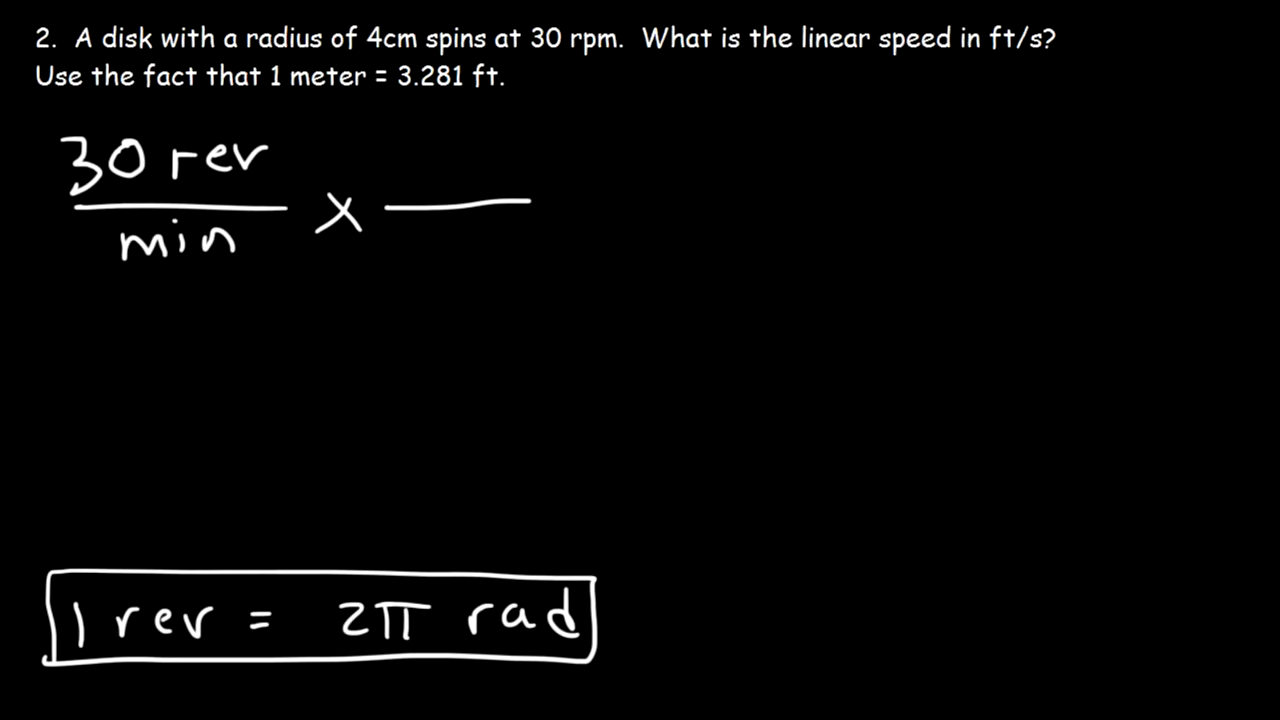 2. A disk with a radius of 4cm spins at 30 rpm. What is the linear speed in ft/s?
Use the fact that 1 meter = 3.281 ft.
30 rev
min ×
1 rev = 2π rad